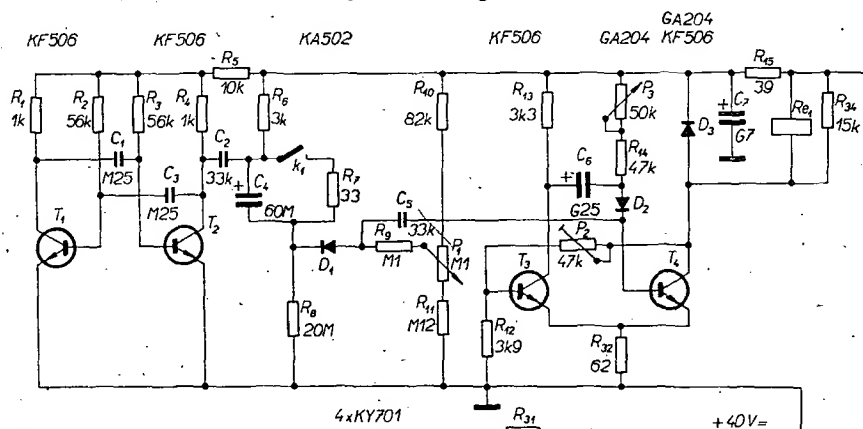 GA204
KF506 KF506 KA502 KF506 GA204 KF506
R5
10k
R15
39
R1
1k
R2
56k
R3
56k
R4
1k
R6
3k
R10
82k
R13
3k3
P3
50k
+ C7
G7
D3
Re1
R34
15k
C1
M25
C2
33k
k1
R7
33
C6
+
G25
R14
47k
C3
M25
+ C4
60M
C5
33k
D2
T1
T2
R9
M1
P1
M1
P2
47k
D1
T3
T4
R8
20M
R11
M12
R12
3k9
R32
62
4xKY701
R31
+40V=